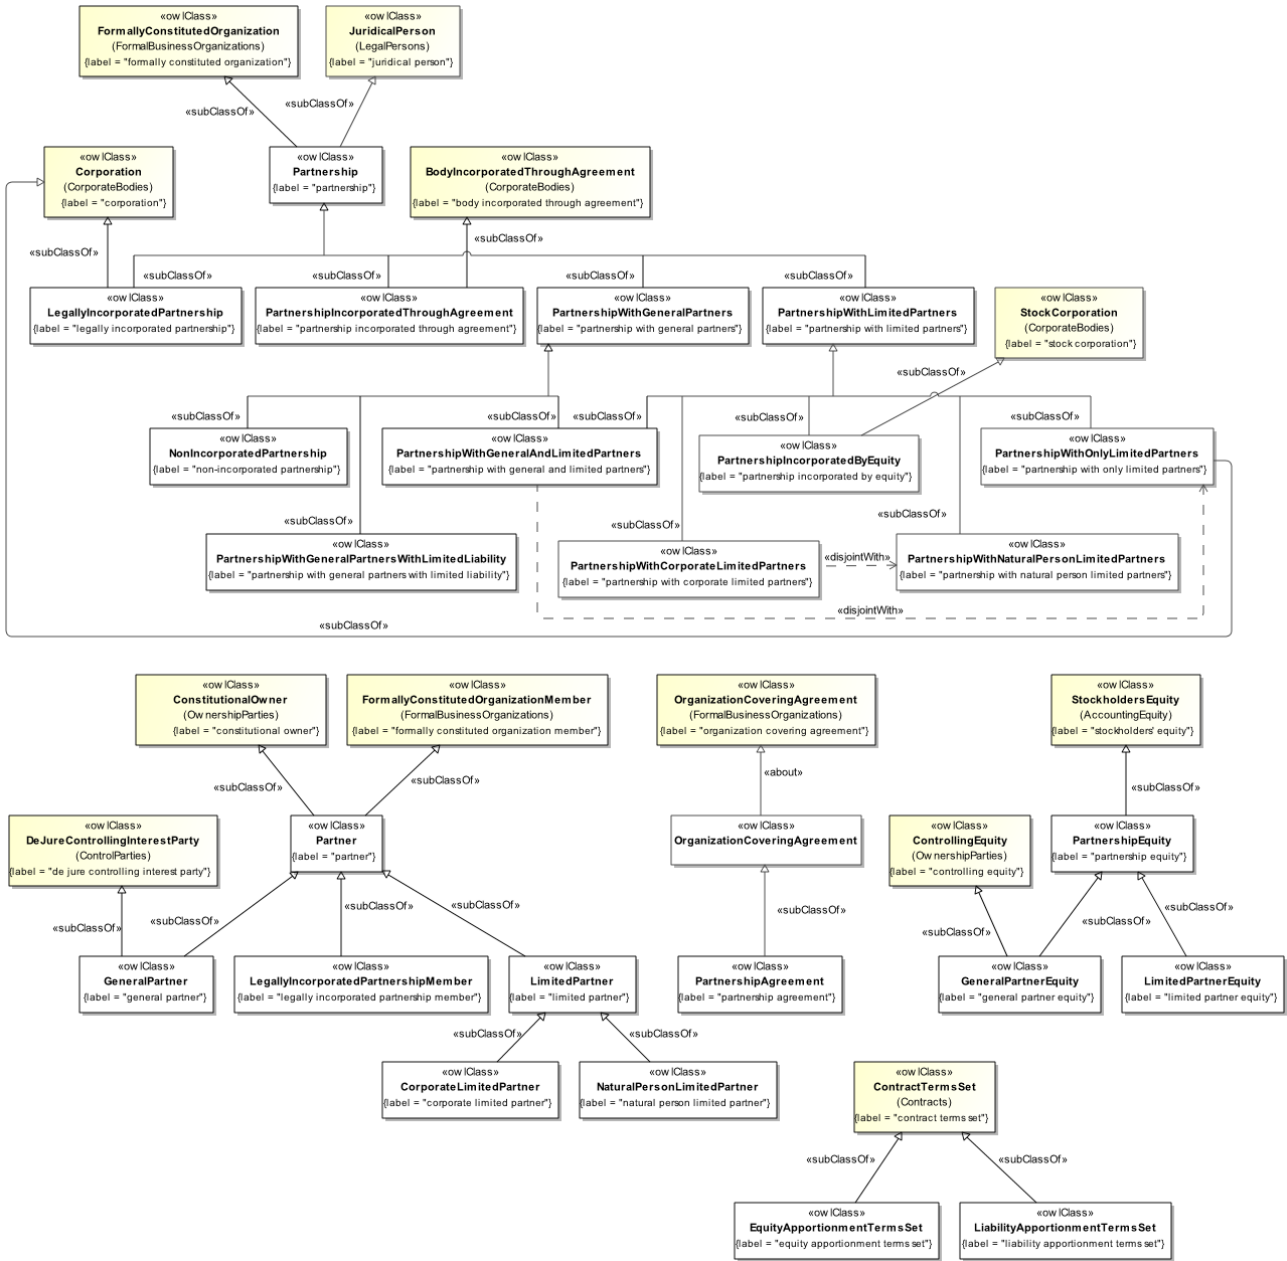 «owlClass»
FormallyConstitutedOrganization
(FormalBusinessOrganizations)
{label = "formally constituted organization"}
«owlClass»
JuridicalPerson
(LegalPersons)
{label = "juridical person"}
«subClassOf»
«subClassOf»
«owlClass»
Corporation
(CorporateBodies)
{label = "corporation"}
«owlClass»
Partnership
{label = "partnership"}
«owlClass»
BodyIncorporatedThroughAgreement
(CorporateBodies)
{label = "body incorporated through agreement"}
«subClassOf»
«subClassOf»
«subClassOf»
«subClassOf»
«subClassOf»
«subClassOf»
«owlClass»
LegallyIncorporatedPartnership
{label = "legally incorporated partnership"}
«owlClass»
PartnershipIncorporatedThroughAgreement
{label = "partnership incorporated through agreement"}
«owlClass»
PartnershipWithGeneralPartners
{label = "partnership with general partners"}
«owlClass»
PartnershipWithLimitedPartners
{label = "partnership with limited partners"}
«owlClass»
StockCorporation
(CorporateBodies)
{label = "stock corporation"}
«subClassOf»
«subClassOf»
«subClassOf»
«subClassOf»
«subClassOf»
«subClassOf»
«owlClass»
NonIncorporatedPartnership
{label = "non-incorporated partnership"}
«owlClass»
PartnershipWithGeneralAndLimitedPartners
{label = "partnership with general and limited partners"}
«owlClass»
PartnershipIncorporatedByEquity
{label = "partnership incorporated by equity"}
«owlClass»
PartnershipWithOnlyLimitedPartners
{label = "partnership with only limited partners"}
«subClassOf»
«subClassOf»
«subClassOf»
«owlClass»
PartnershipWithGeneralPartnersWithLimitedLiability
{label = "partnership with general partners with limited liability"}
«owlClass»
PartnershipWithCorporateLimitedPartners
{label = "partnership with corporate limited partners"}
«disjointWith»
«owlClass»
PartnershipWithNaturalPersonLimitedPartners
{label = "partnership with natural person limited partners"}
«disjointWith»
«subClassOf»
«owlClass»
ConstitutionalOwner
(OwnershipParties)
{label = "constitutional owner"}
«owlClass»
FormallyConstitutedOrganizationMember
(FormalBusinessOrganizations)
{label = "formally constituted organization member"}
«owlClass»
OrganizationCoveringAgreement
(FormalBusinessOrganizations)
{label = "organization covering agreement"}
«owlClass»
StockholdersEquity
(AccountingEquity)
{label = "stockholders' equity"}
«subClassOf»
«subClassOf»
«about»
«subClassOf»
«owlClass»
DeJureControllingInterestParty
(ControlParties)
{label = "de jure controlling interest party"}
«owlClass»
Partner
{label = "partner"}
«owlClass»
OrganizationCoveringAgreement
«owlClass»
ControllingEquity
(OwnershipParties)
{label = "controlling equity"}
«owlClass»
PartnershipEquity
{label = "partnership equity"}
«subClassOf»
«subClassOf»
«subClassOf»
«subClassOf»
«subClassOf»
«subClassOf»
«subClassOf»
«subClassOf»
«owlClass»
GeneralPartner
{label = "general partner"}
«owlClass»
LegallyIncorporatedPartnershipMember
{label = "legally incorporated partnership member"}
«owlClass»
LimitedPartner
{label = "limited partner"}
«owlClass»
PartnershipAgreement
{label = "partnership agreement"}
«owlClass»
GeneralPartnerEquity
{label = "general partner equity"}
«owlClass»
LimitedPartnerEquity
{label = "limited partner equity"}
«subClassOf»
«subClassOf»
«owlClass»
CorporateLimitedPartner
{label = "corporate limited partner"}
«owlClass»
NaturalPersonLimitedPartner
{label = "natural person limited partner"}
«owlClass»
ContractTermsSet
(Contracts)
{label = "contract terms set"}
«subClassOf»
«subClassOf»
«owlClass»
EquityApportionmentTermsSet
{label = "equity apportionment terms set"}
«owlClass»
LiabilityApportionmentTermsSet
{label = "liability apportionment terms set"}